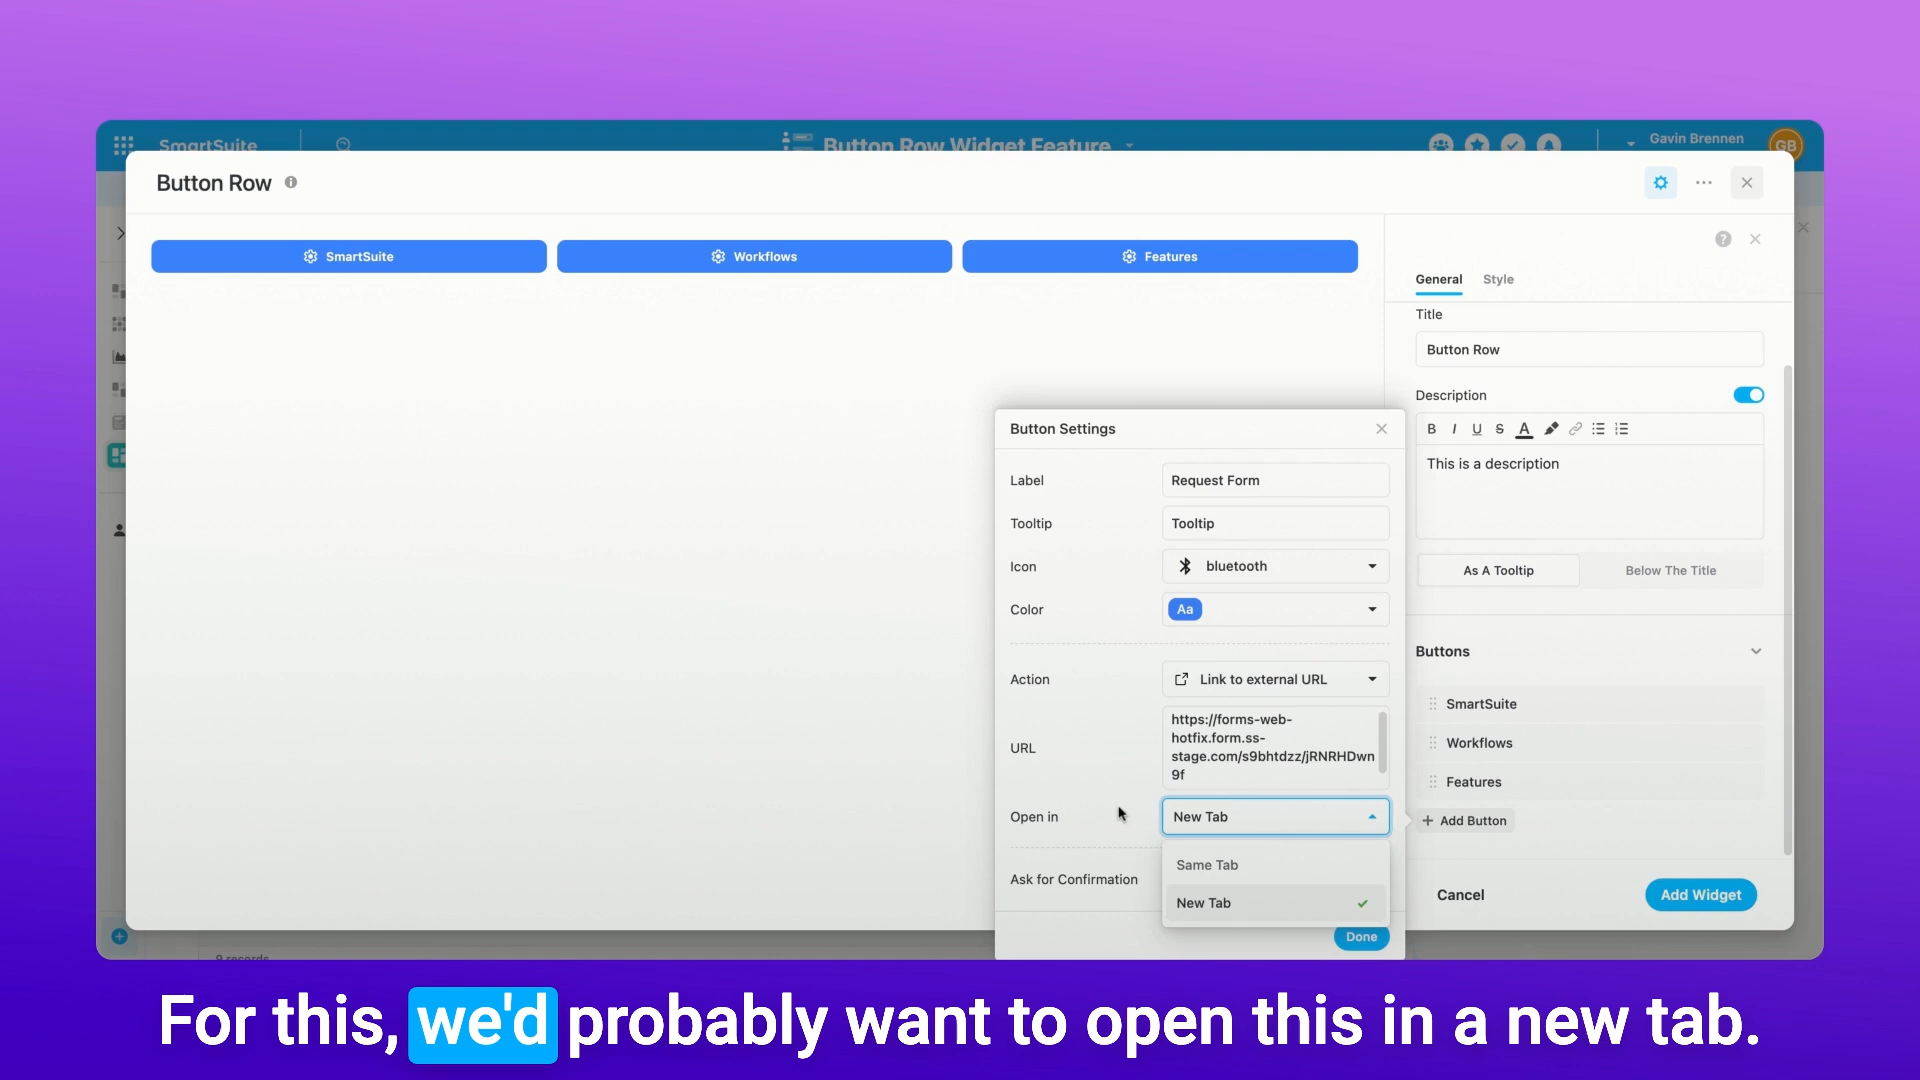 SmartSuite
Button Row Widget Feature
Gavin Brennen
GB
Button Row
SmartSuite
Workflows
Features
General
Style
Title
Button Row
Description
B I U S A
This is a description
As A Tooltip
Below The Title
Buttons
SmartSuite
Workflows
Features
+ Add Button
Cancel
Add Widget
Button Settings
Label
Request Form
Tooltip
Tooltip
Icon
bluetooth
Color
Aa
Action
Link to external URL
URL
https://forms-web-
hotfix.form.ss-
stage.com/s9bhtdzz/jRNRHDwn
9f
Open in
New Tab
Same Tab
Ask for Confirmation
New Tab
Done
9 records
For this, we'd probably want to open this in a new tab.